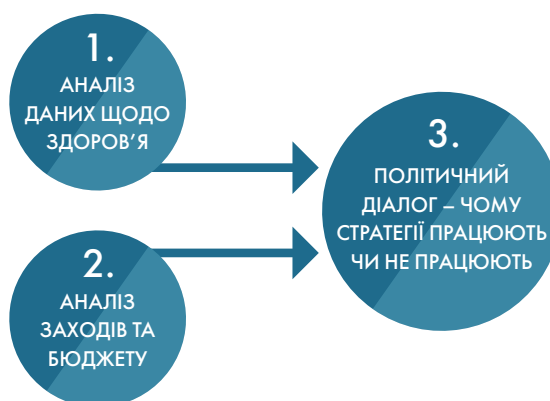 1.
АНАЛІЗ
ДАНИХ ЩОДО
ЗДОРОВ’Я
2.
АНАЛІЗ
ЗАХОДІВ ТА
БЮДЖЕТУ
3.
ПОЛІТИЧНИЙ
ДІАЛОГ – ЧОМУ
СТРАТЕГІЇ ПРАЦЮЮТЬ
ЧИ НЕ ПРАЦЮЮТЬ